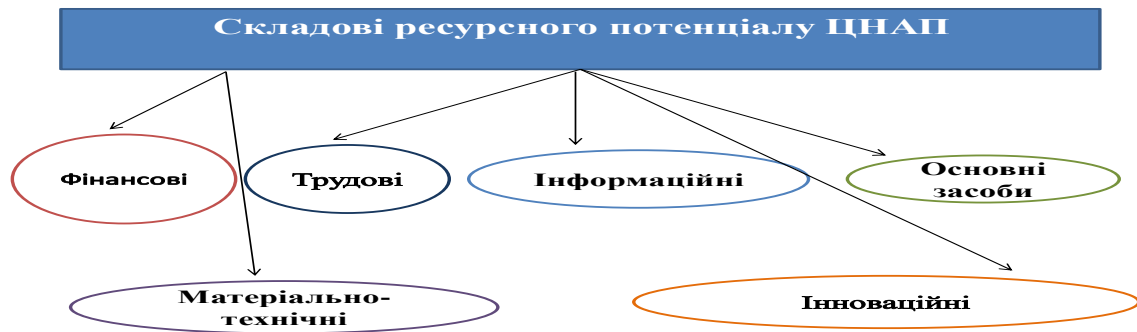 Складові ресурсного потенціалу ЦНАП
Фінансові
Трудові
Інформаційні
Основні
засоби
Матеріально-
технічні
Інноваційні